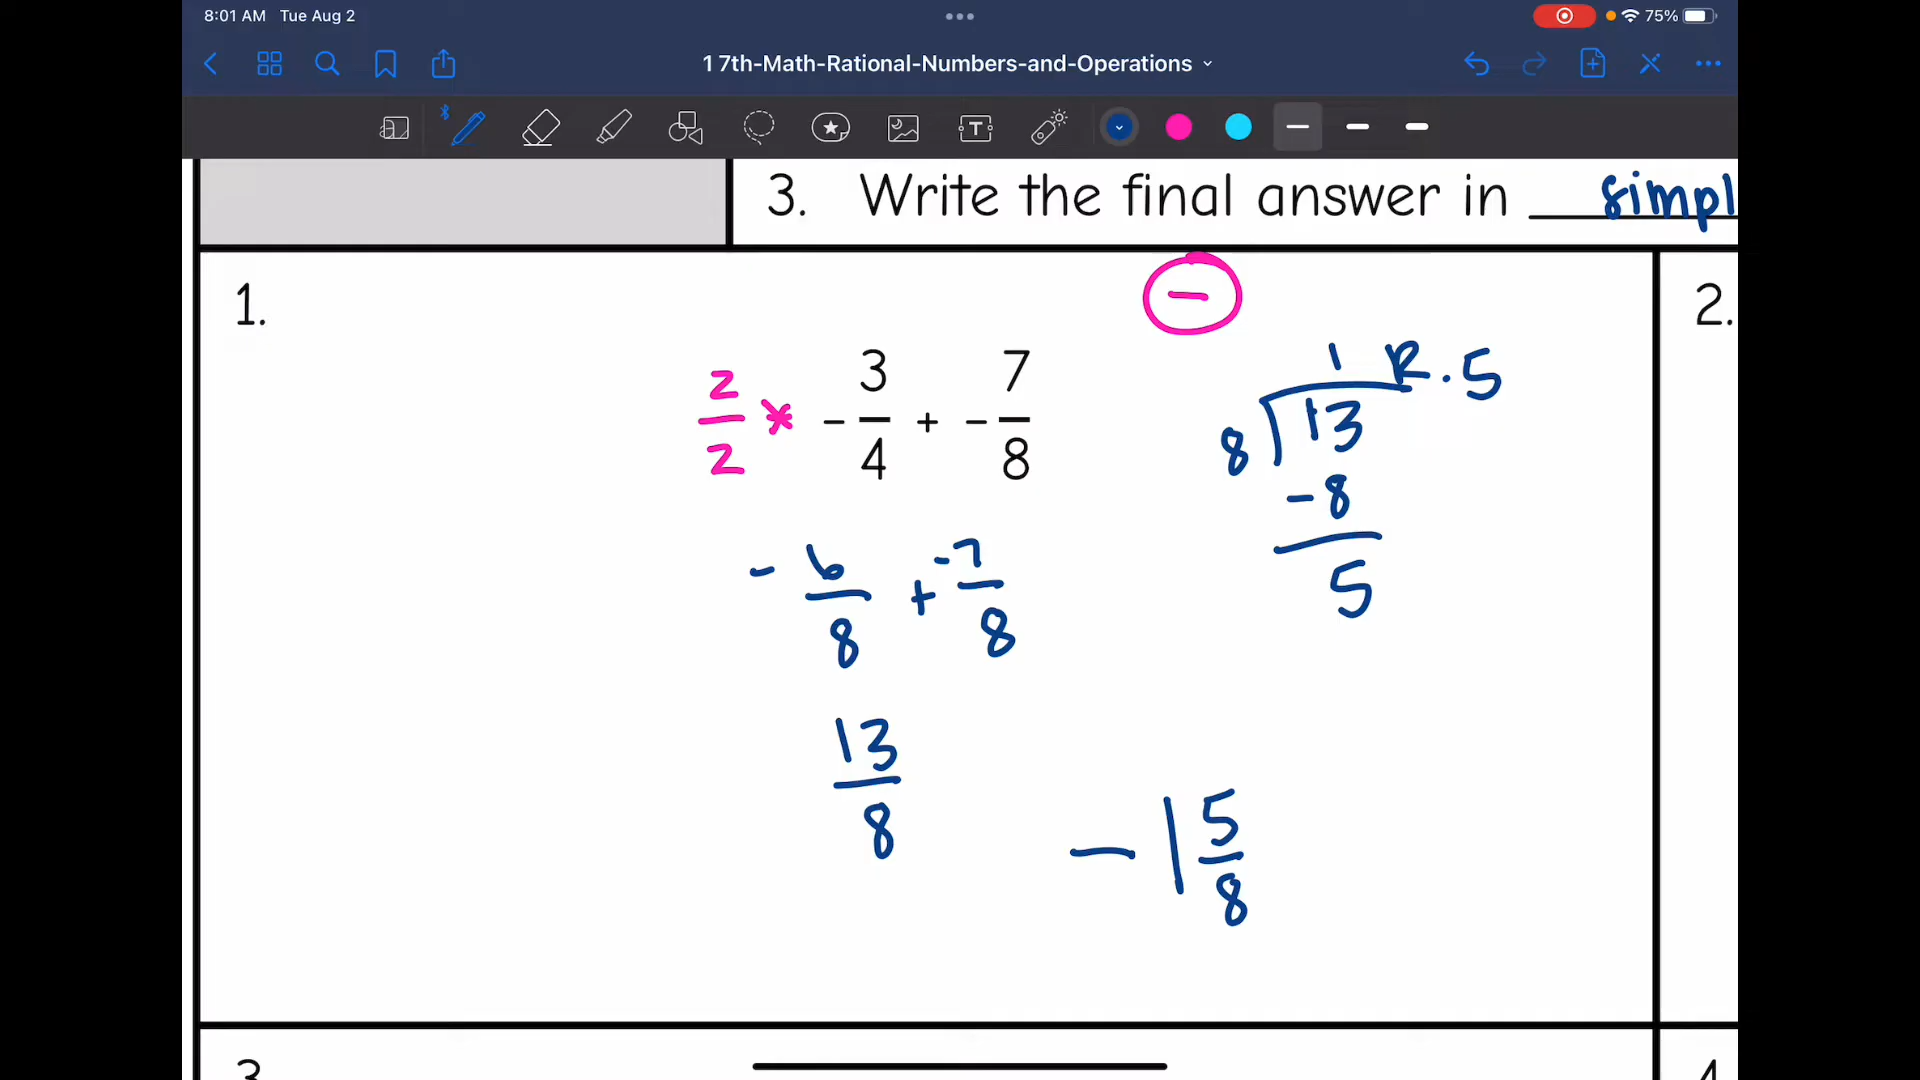 8:01 AM Tue Aug 2
75%
1 7th-Math-Rational-Numbers-and-Operations
3. Write the final answer in simpl
1.
2.
−
2/2 * - 3/4 + - 7/8
1 R.5
8 13
-8
5
- 6/8 + -7/8
13/8
- 1 5/8
3
4